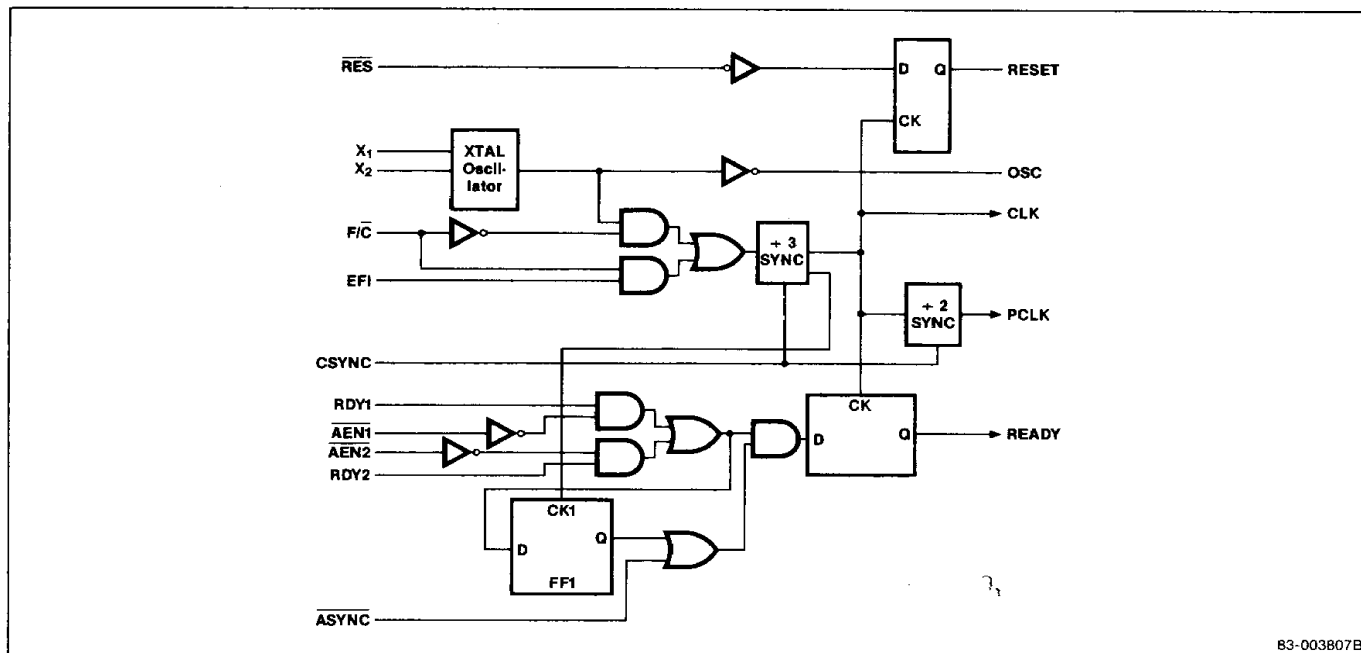 RES
D Q
RESET
CK
X1
X2
XTAL
Oscil-
lator
OSC
F/C
CLK
EFI
÷ 3
SYNC
÷ 2
SYNC
PCLK
CSYNC
RDY1
AEN1
AEN2
RDY2
CK
D Q
READY
CK1
D Q
FF1
ASYNC
83-003807B